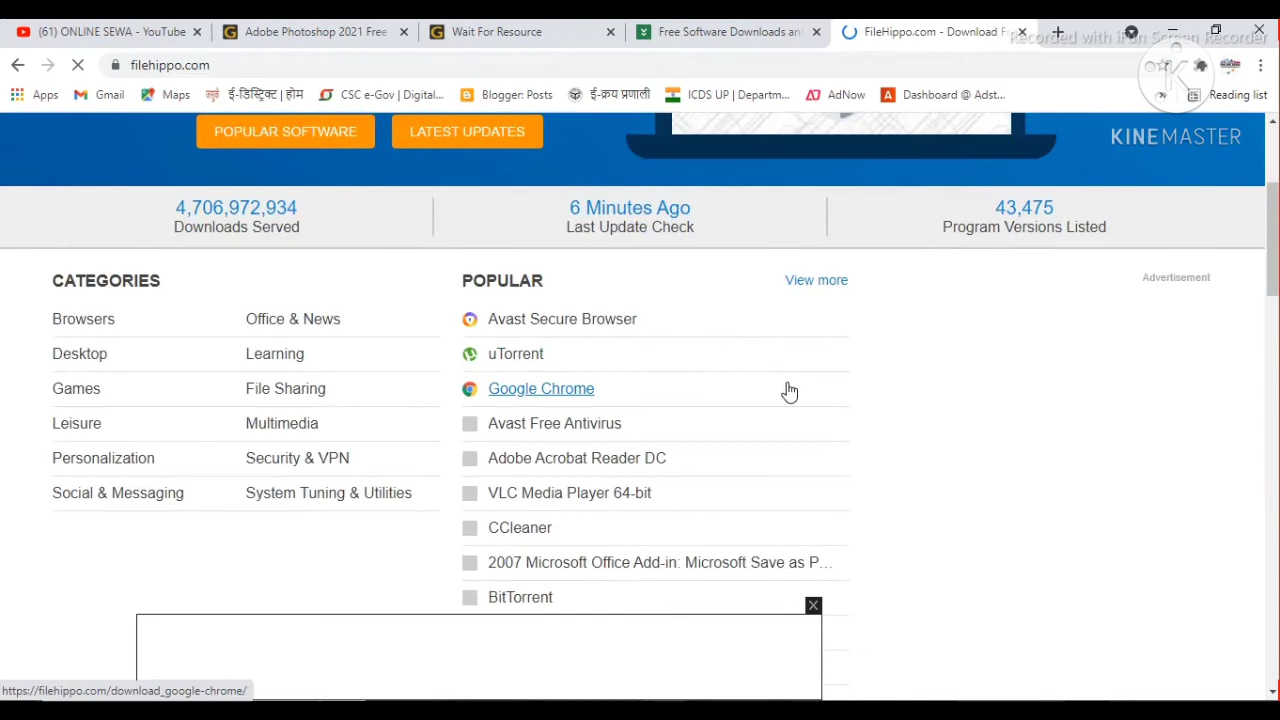 (61) ONLINE SEWA - YouTube
Adobe Photoshop 2021 Free
Wait For Resource
Free Software Downloads an
FileHippo.com - Download F
Recorded with iFun Screen Recorder
filehippo.com
Apps
Gmail
Maps
ई-डिस्ट्रिक्ट | होम
CSC e-Gov | Digital...
Blogger: Posts
ई-क्रय प्रणाली
ICDS UP | Departm...
AdNow
Dashboard @ Adst...
Reading list
POPULAR SOFTWARE
LATEST UPDATES
KINEMASTER
4,706,972,934
Downloads Served
6 Minutes Ago
Last Update Check
43,475
Program Versions Listed
CATEGORIES
Browsers
Office & News
Desktop
Learning
Games
File Sharing
Leisure
Multimedia
Personalization
Security & VPN
Social & Messaging
System Tuning & Utilities
POPULAR
View more
Avast Secure Browser
uTorrent
Google Chrome
Avast Free Antivirus
Adobe Acrobat Reader DC
VLC Media Player 64-bit
CCleaner
2007 Microsoft Office Add-in: Microsoft Save as P...
BitTorrent
Advertisement
https://filehippo.com/download_google-chrome/